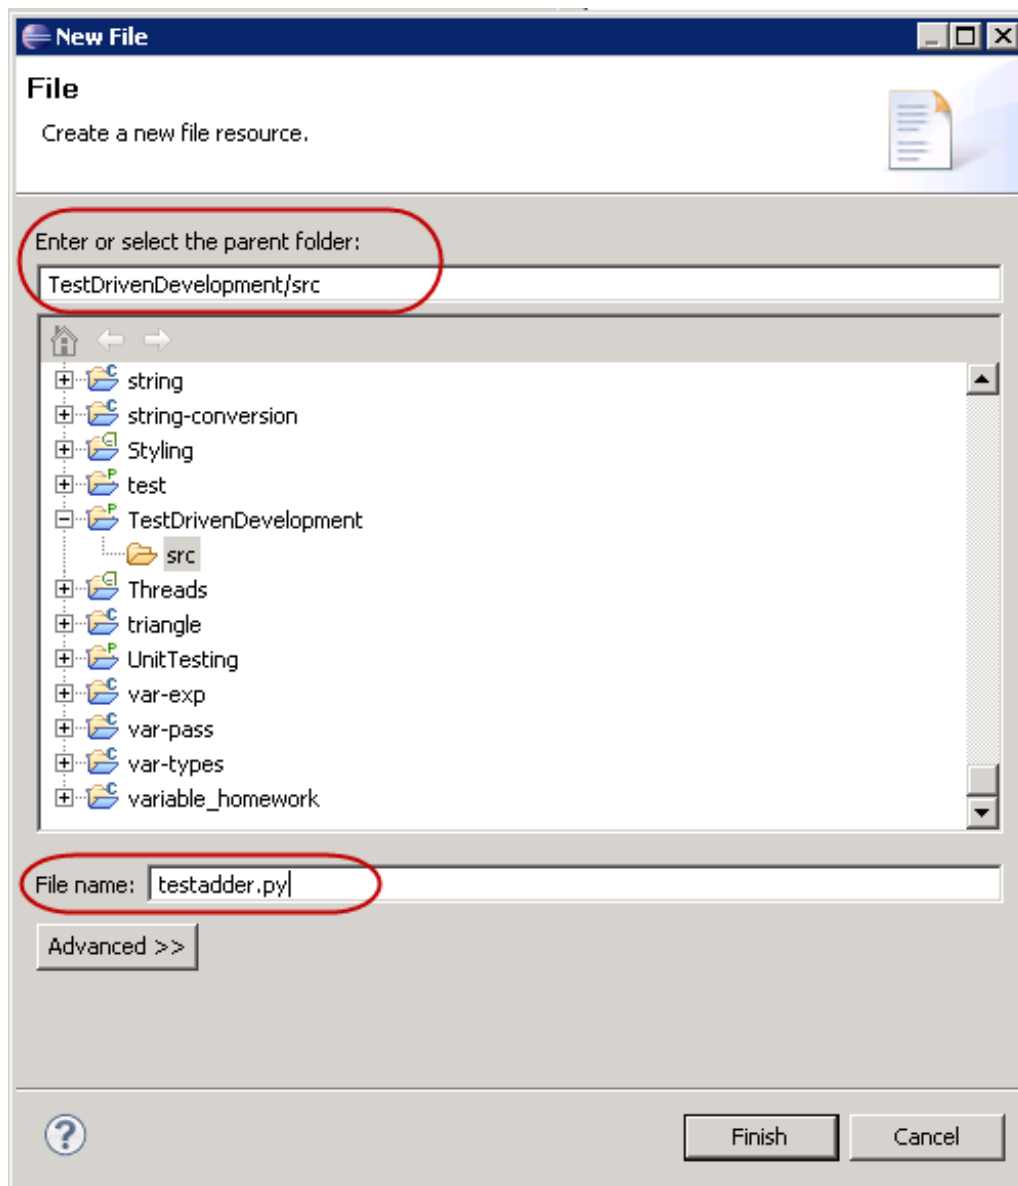 New File
File
Create a new file resource.
Enter or select the parent folder:
TestDrivenDevelopment/src
string
string-conversion
Styling
test
TestDrivenDevelopment
src
Threads
triangle
UnitTesting
var-exp
var-pass
var-types
variable_homework
File name: testadder.py
Advanced >>
? Finish Cancel